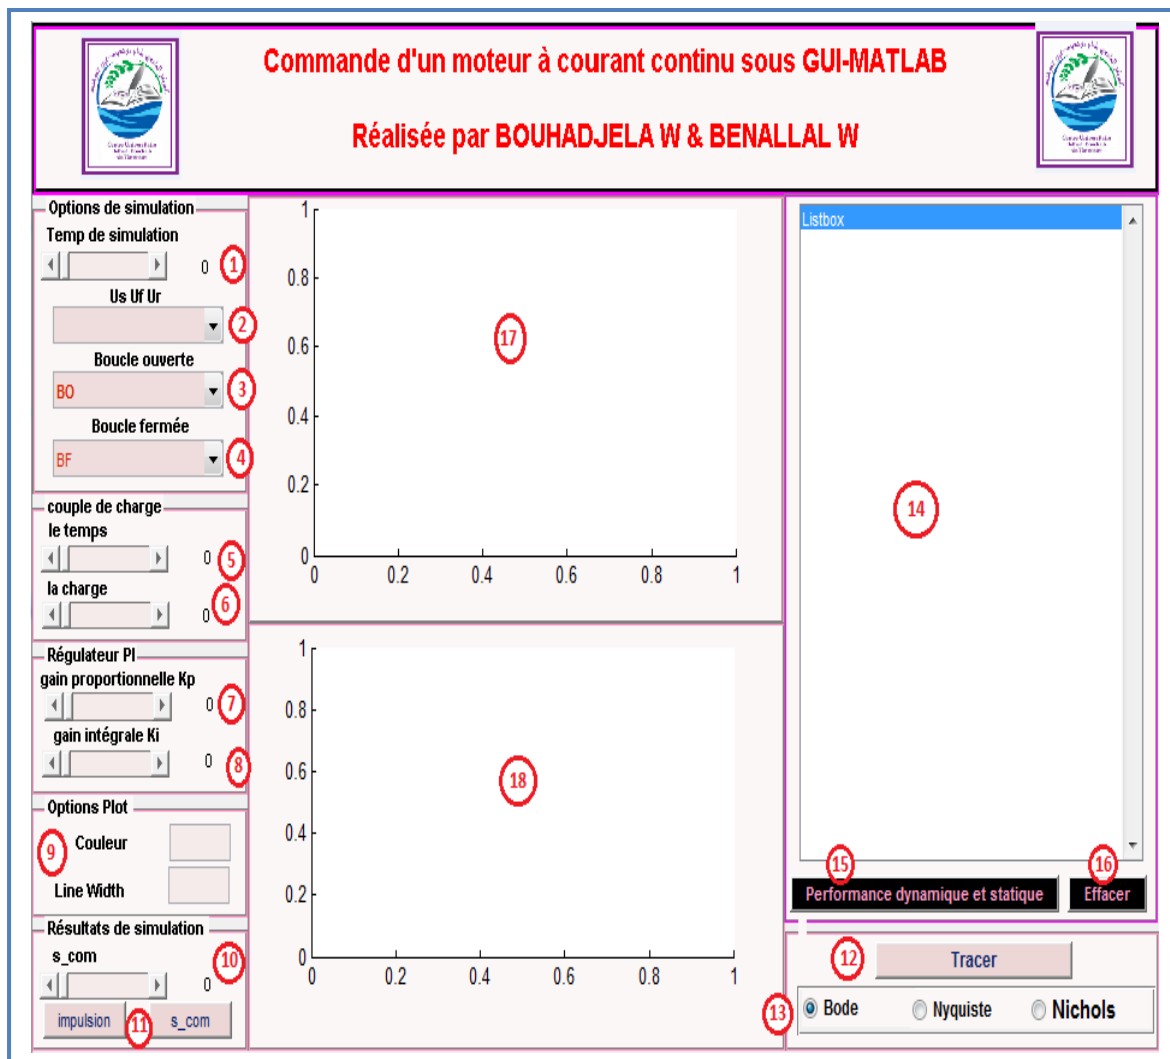 Commande d'un moteur à courant continu sous GUI-MATLAB
Réalisée par BOUHADJELA W & BENALLAL W
Options de simulation
Temp de simulation
0
1
Us Uf Ur
2
Boucle ouverte
BO
3
Boucle fermée
BF
4
couple de charge
le temps
0
5
la charge
0
6
Régulateur PI
gain proportionnelle Kp
0
7
gain intégrale Ki
0
8
Options Plot
9
Couleur
Line Width
Résultats de simulation
s_com
10
0
impulsion
11
s_com
1
0.8
0.6
0.4
0.2
0
0 0.2 0.4 0.6 0.8 1
17
1
0.8
0.6
0.4
0.2
0
0 0.2 0.4 0.6 0.8 1
18
Listbox
14
15
16
Performance dynamique et statique
Effacer
12
Tracer
13
Bode
Nyquiste
Nichols